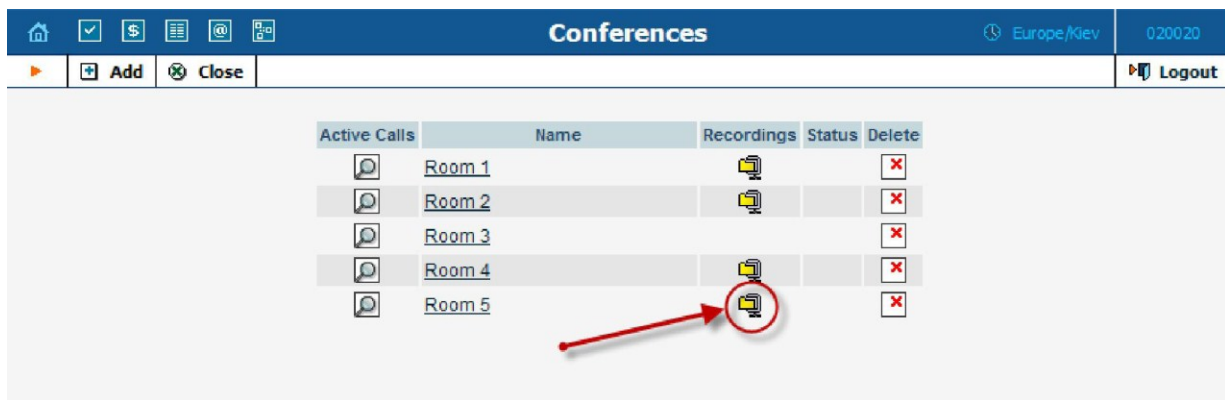 Conferences Europe/Kiev 020020
Add Close Logout
Active Calls Name Recordings Status Delete
Room 1
Room 2
Room 3
Room 4
Room 5